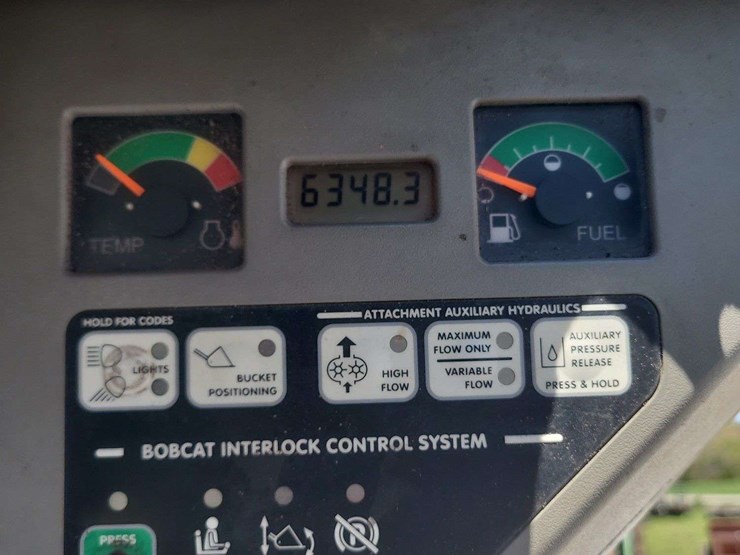 6348.3
TEMP
FUEL
HOLD FOR CODES
ATTACHMENT AUXILIARY HYDRAULICS
LIGHTS
BUCKET
POSITIONING
HIGH
FLOW
MAXIMUM
FLOW ONLY
VARIABLE
FLOW
AUXILIARY
PRESSURE
RELEASE
PRESS & HOLD
BOBCAT INTERLOCK CONTROL SYSTEM
PRESS